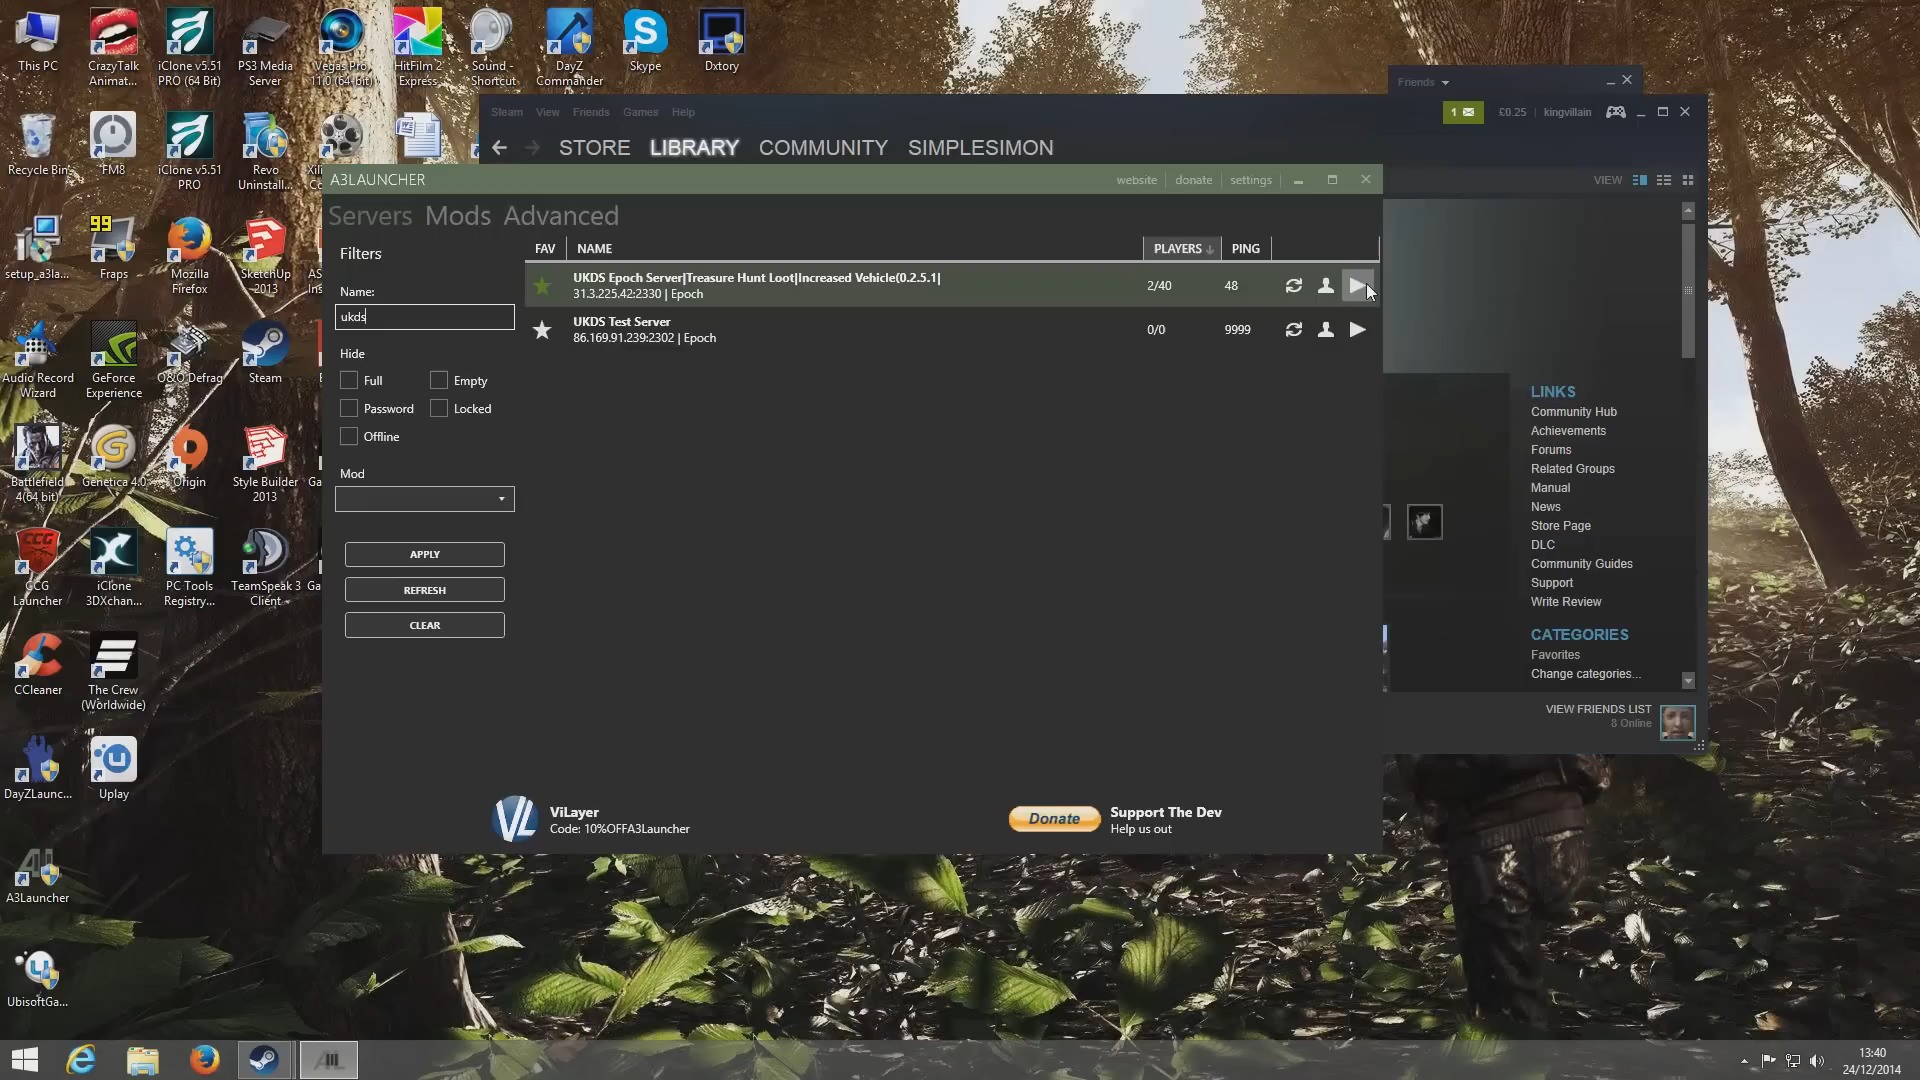 This PC
CrazyTalk
Animat...
iClone v5.51
PRO (64 Bit)
PS3 Media
Server
Vegas Pro
11.0 (64-bit)
HitFilm 2
Express
Sound -
Shortcut
DayZ
Commander
Skype
Dxtory
Recycle Bin
FM8
iClone v5.51
PRO
Revo
Uninstall...
setup_a3la...
99
Fraps
Mozilla
Firefox
SketchUp
2013
Audio Record
Wizard
GeForce
Experience
O&O Defrag
Steam
Battlefield
4(64 bit)
Genetica 4.0
Origin
Style Builder
2013
CCG
CCG
Launcher
iClone
3DXchan...
PC Tools
Registry...
TeamSpeak 3
Client
CCleaner
The Crew
(Worldwide)
DayZLaunc...
Uplay
A3Launcher
UbisoftGa...
Friends
Steam View Friends Games Help
1 £0.25 kingvillain
STORE LIBRARY COMMUNITY SIMPLESIMON
A3LAUNCHER
website donate settings
VIEW
Servers Mods Advanced
Filters
Name:
ukds
Hide
Full
Empty
Password
Locked
Offline
Mod
APPLY
REFRESH
CLEAR
FAV NAME PLAYERS PING
UKDS Epoch Server|Treasure Hunt Loot|Increased Vehicle(0.2.5.1|
31.3.225.42:2330 | Epoch
2/40 48
UKDS Test Server
86.169.91.239:2302 | Epoch
0/0 9999
ViLayer
Code: 10%OFFA3Launcher
Donate
Support The Dev
Help us out
LINKS
Community Hub
Achievements
Forums
Related Groups
Manual
News
Store Page
DLC
Community Guides
Support
Write Review
CATEGORIES
Favorites
Change categories...
VIEW FRIENDS LIST
8 Online
13:40
24/12/2014